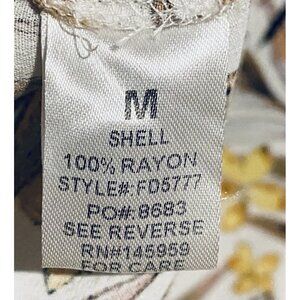 M
SHELL
100% RAYON
STYLE#: FD5777
PO#: 8683
SEE REVERSE
RN#145959
FOR CARE